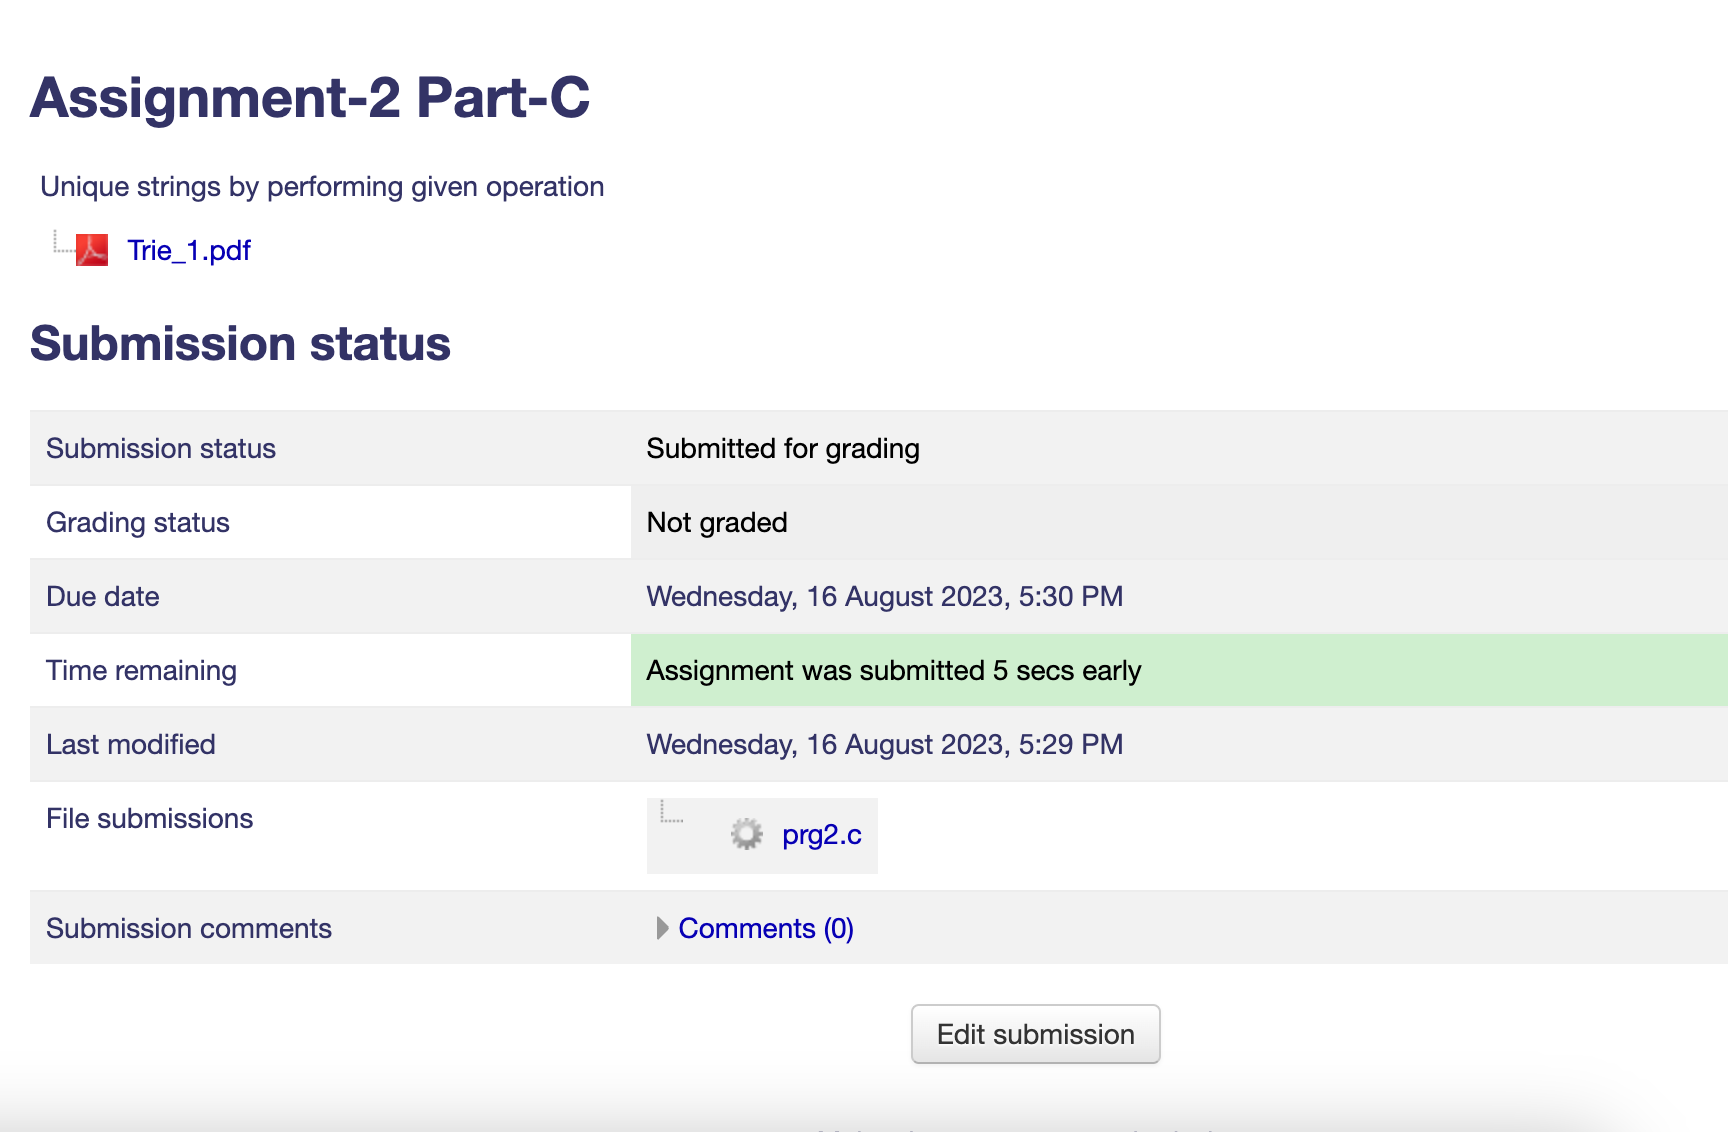 Assignment-2 Part-C
Unique strings by performing given operation
Trie_1.pdf
Submission status
Submission status Submitted for grading
Grading status Not graded
Due date Wednesday, 16 August 2023, 5:30 PM
Time remaining Assignment was submitted 5 secs early
Last modified Wednesday, 16 August 2023, 5:29 PM
File submissions prg2.c
Submission comments Comments (0)
Edit submission